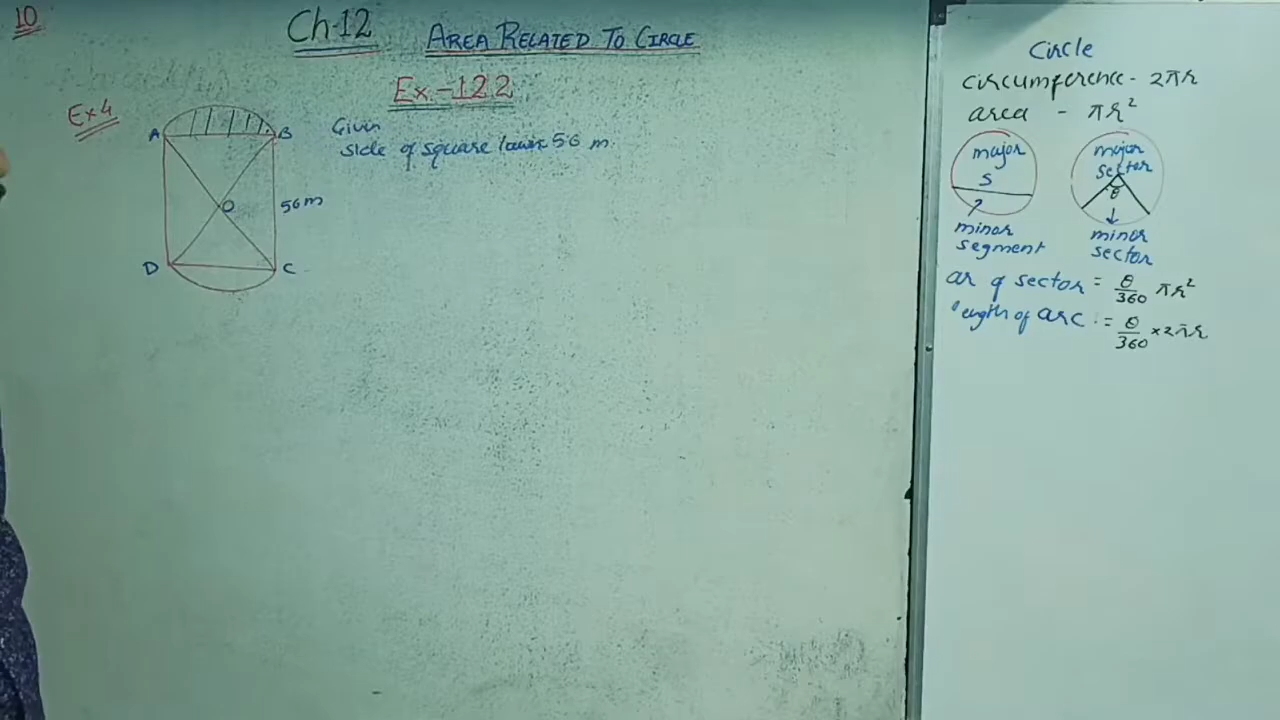 10
Ch-12 AREA RELATED TO CIRCLE
Ex.-12.2
Ex 4
A
B
O
56m
D
C
Given
side of square lawn 56 m.
Circle
circumference - 2πr
area - πr²
major
S
minor
segment
major
sector
θ
minor
sector
ar of sector = θ/360 πr²
length of arc = θ/360 × 2πr